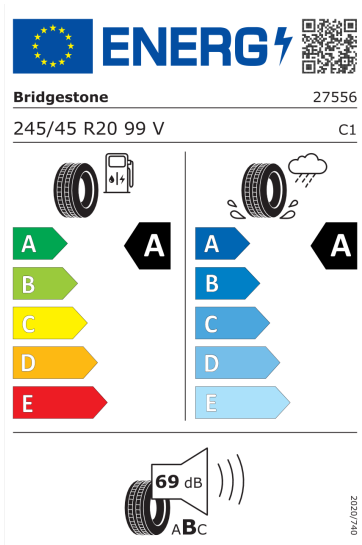 ENERG
Bridgestone 27556
245/45 R20 99 V C1
A A A A
B B
C C
D D
E E
69 dB
ABC
2020/740